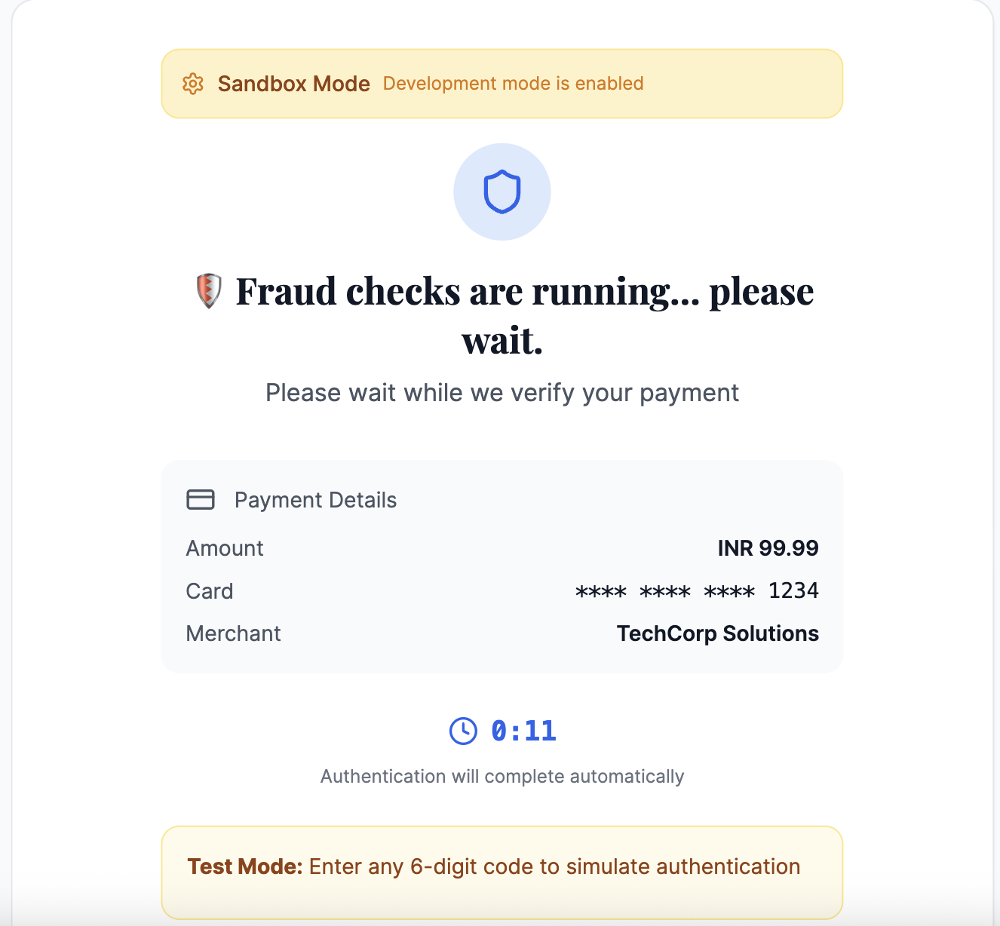 Sandbox Mode Development mode is enabled
Fraud checks are running... please
wait.
Please wait while we verify your payment
Payment Details
Amount INR 99.99
Card **** **** **** 1234
Merchant TechCorp Solutions
0:11
Authentication will complete automatically
Test Mode: Enter any 6-digit code to simulate authentication